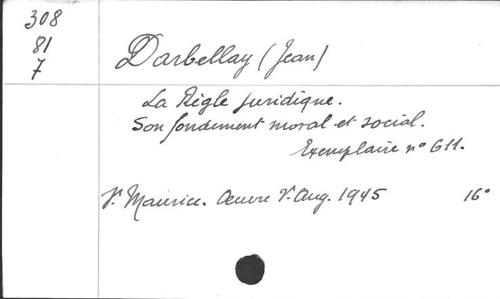 308
81
7
Darbellay (Jean)
La Règle juridique.
Son fondement moral et social.
Exemplaire n° 611.
St Maurice. Oeuvre St-Aug. 1945 16°